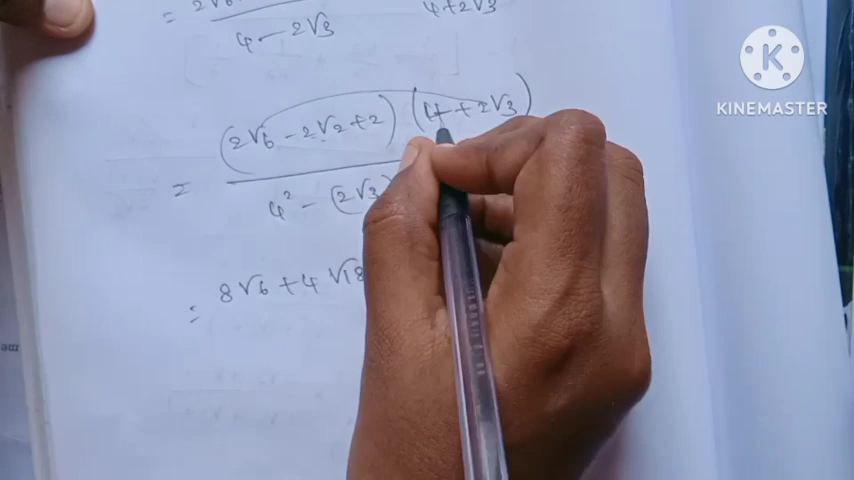 = 2√6 4+2√3
4-2√3
(2√6 - 2√2 + 2) (4+2√3)
=
4² - (2√3)
= 8√6 + 4√18
K
KINEMASTER